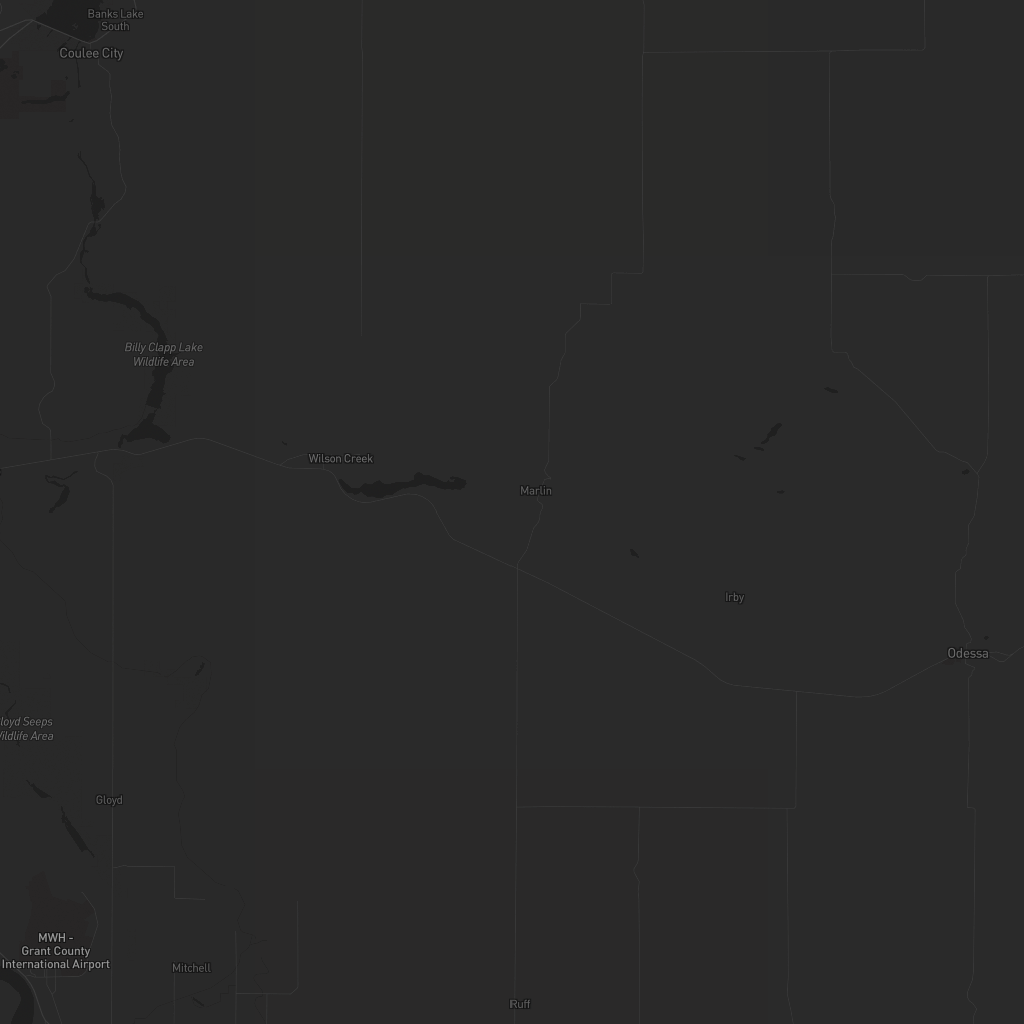 Banks Lake
South
Coulee City
Billy Clapp Lake
Wildlife Area
Wilson Creek
Marlin
Irby
Odessa
loyd Seeps
Wildlife Area
Gloyd
MWH -
Grant County
International Airport
Mitchell
Ruff